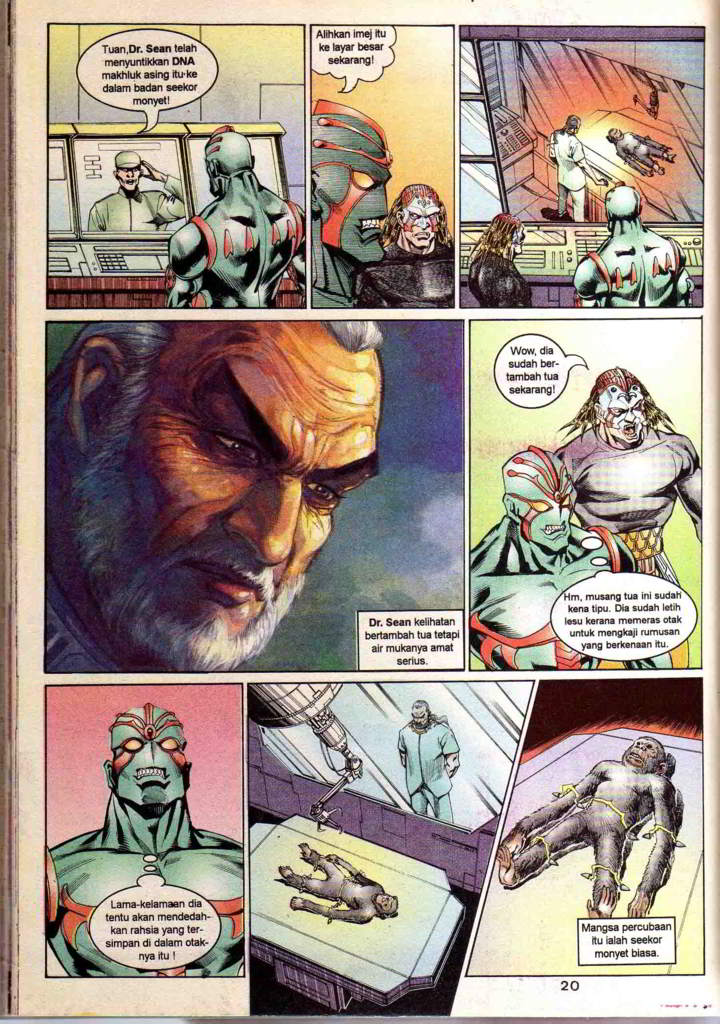 Tuan,Dr. Sean telah
menyuntikkan DNA
makhluk asing itu ke
dalam badan seekor
monyet!
Alihkan imej itu
ke layar besar
sekarang!
Dr. Sean kelihatan
bertambah tua tetapi
air mukanya amat
serius.
Wow, dia
sudah ber-
tambah tua
sekarang!
Hm, musang tua ini sudah
kena tipu. Dia sudah letih
lesu kerana memeras otak
untuk mengkaji rumusan
yang berkenaan itu.
Lama-kelamaan dia
tentu akan mendedah-
kan rahsia yang ter-
simpan di dalam otak-
nya itu !
Mangsa percubaan
itu ialah seekor
monyet biasa.
20